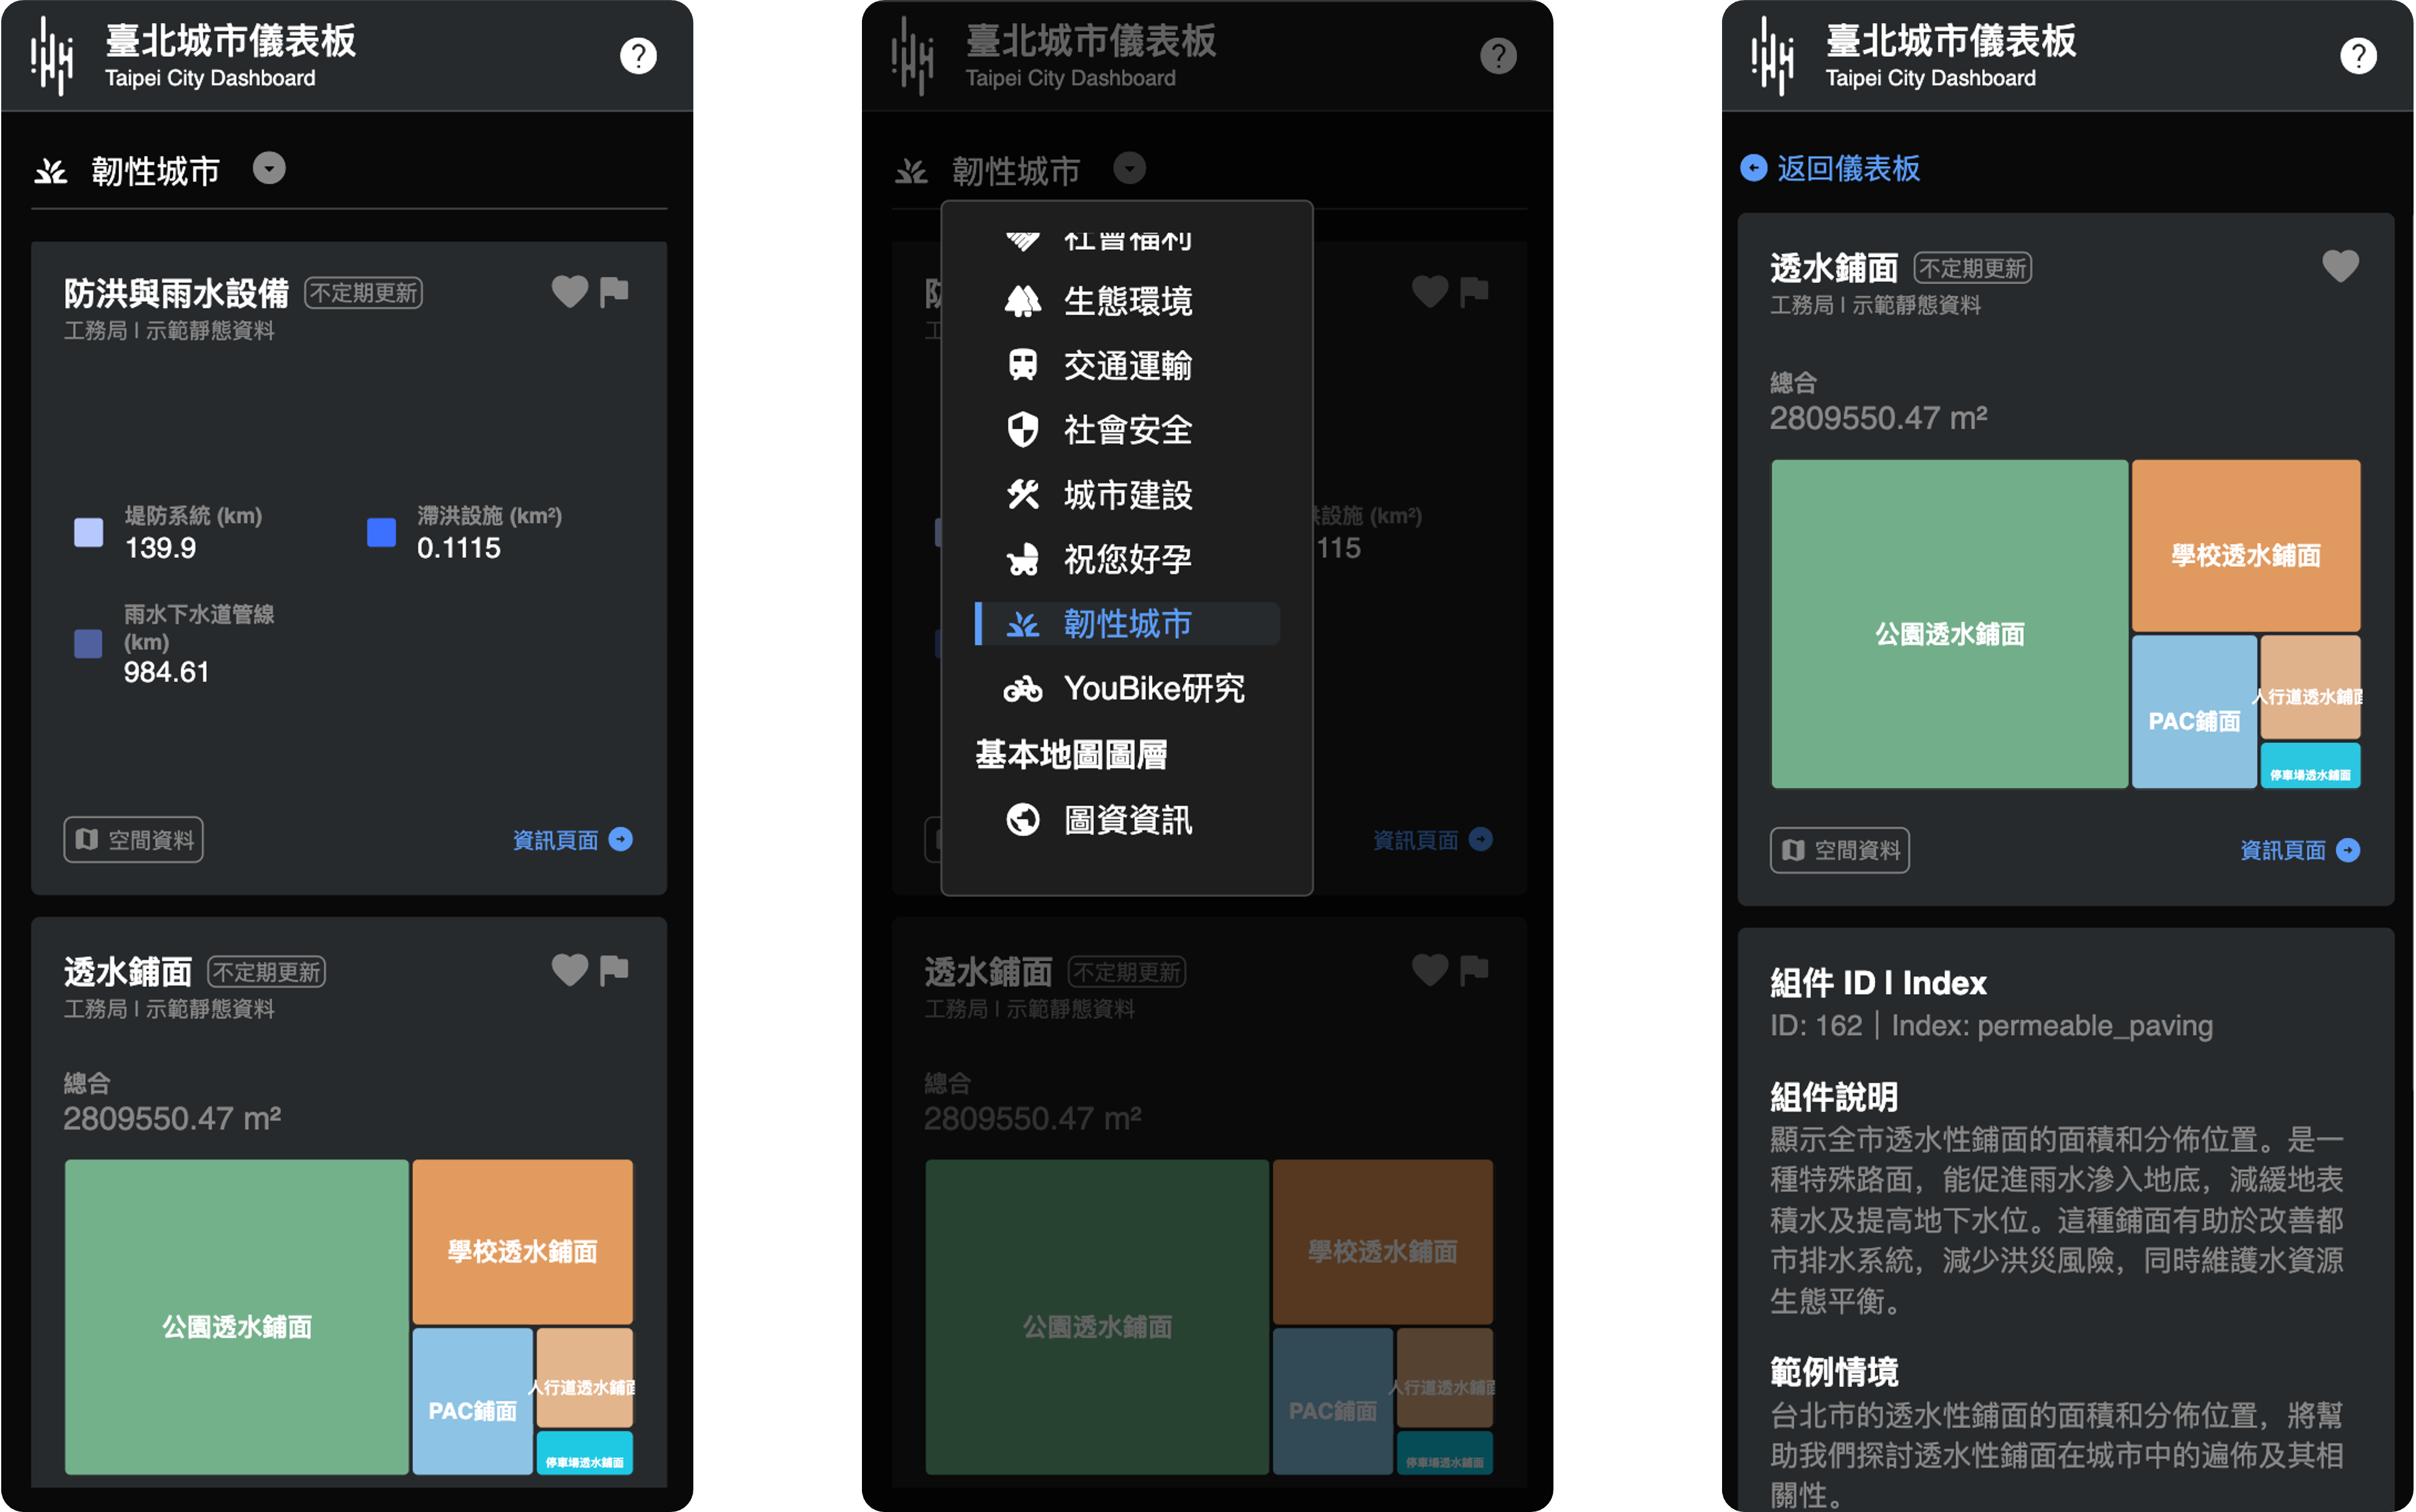 臺北城市儀表板
Taipei City Dashboard
?
韌性城市
防洪與雨水設備 不定期更新
工務局 | 示範靜態資料
堤防系統 (km)
139.9
滯洪設施 (km²)
0.1115
雨水下水道管線
(km)
984.61
空間資料
資訊頁面
透水鋪面 不定期更新
工務局 | 示範靜態資料
總合
2809550.47 m²
公園透水鋪面
學校透水鋪面
PAC鋪面
人行道透水鋪面
停車場透水鋪面
臺北城市儀表板
Taipei City Dashboard
?
韌性城市
社會福利
生態環境
交通運輸
社會安全
城市建設
祝您好孕
韌性城市
YouBike研究
基本地圖圖層
圖資資訊
防
工
洪設施 (km²)
115
資訊頁面
透水鋪面 不定期更新
工務局 | 示範靜態資料
總合
2809550.47 m²
公園透水鋪面
學校透水鋪面
PAC鋪面
人行道透水鋪面
停車場透水鋪面
臺北城市儀表板
Taipei City Dashboard
?
返回儀表板
透水鋪面 不定期更新
工務局 | 示範靜態資料
總合
2809550.47 m²
公園透水鋪面
學校透水鋪面
PAC鋪面
人行道透水鋪面
停車場透水鋪面
空間資料
資訊頁面
組件 ID | Index
ID: 162｜Index: permeable_paving
組件說明
顯示全市透水性鋪面的面積和分佈位置。是一
種特殊路面，能促進雨水滲入地底，減緩地表
積水及提高地下水位。這種鋪面有助於改善都
市排水系統，減少洪災風險，同時維護水資源
生態平衡。
範例情境
台北市的透水性鋪面的面積和分佈位置，將幫
助我們探討透水性鋪面在城市中的遍佈及其相
關性。